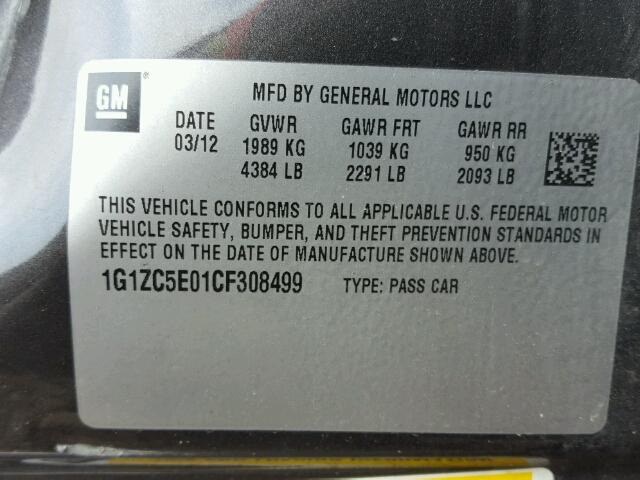 GM
MFD BY GENERAL MOTORS LLC
DATE GVWR GAWR FRT GAWR RR
03/12 1989 KG 1039 KG 950 KG
4384 LB 2291 LB 2093 LB
THIS VEHICLE CONFORMS TO ALL APPLICABLE U.S. FEDERAL MOTOR
VEHICLE SAFETY, BUMPER, AND THEFT PREVENTION STANDARDS IN
EFFECT ON THE DATE OF MANUFACTURE SHOWN ABOVE.
1G1ZC5E01CF308499 TYPE: PASS CAR